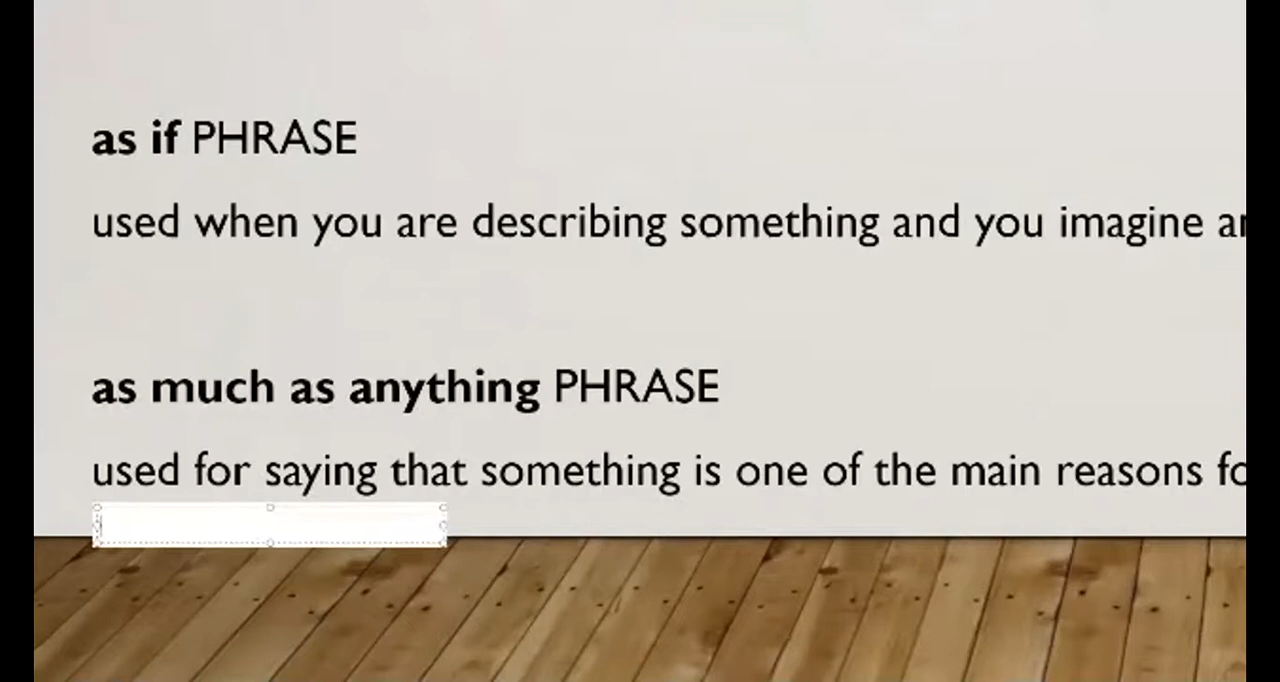 as if PHRASE
used when you are describing something and you imagine
as much as anything PHRASE
used for saying that something is one of the main reasons